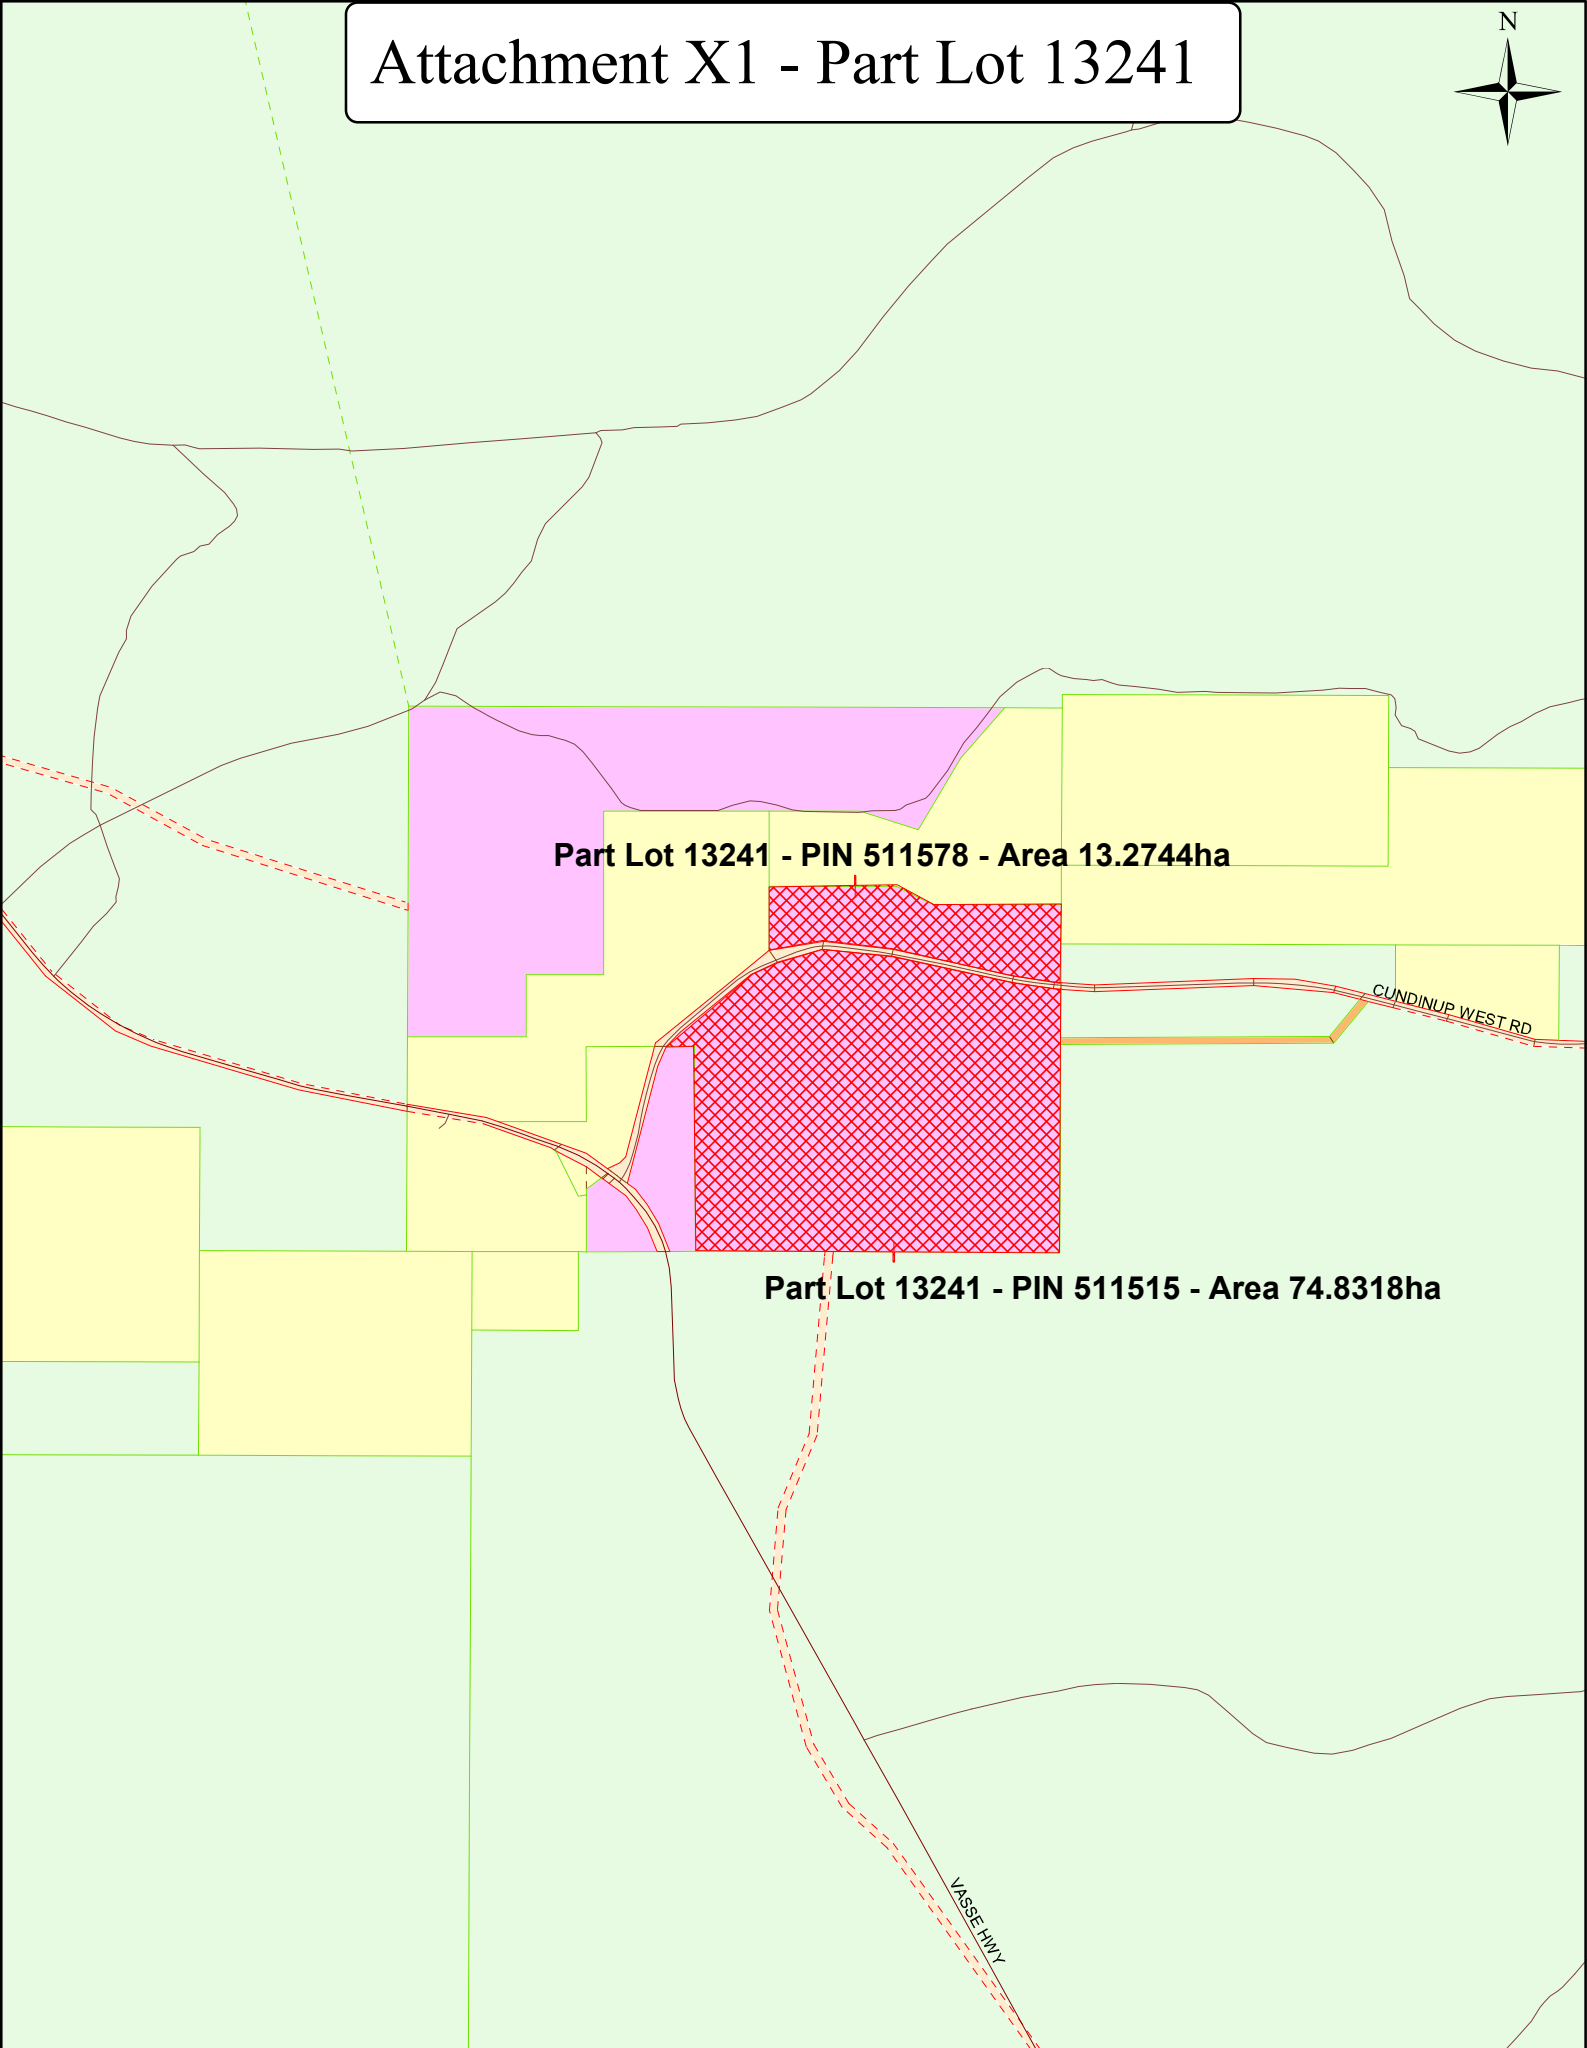 Attachment X1 - Part Lot 13241
N
Part Lot 13241 - PIN 511578 - Area 13.2744ha
CUNDINUP WEST RD
Part Lot 13241 - PIN 511515 - Area 74.8318ha
VASSE HWY